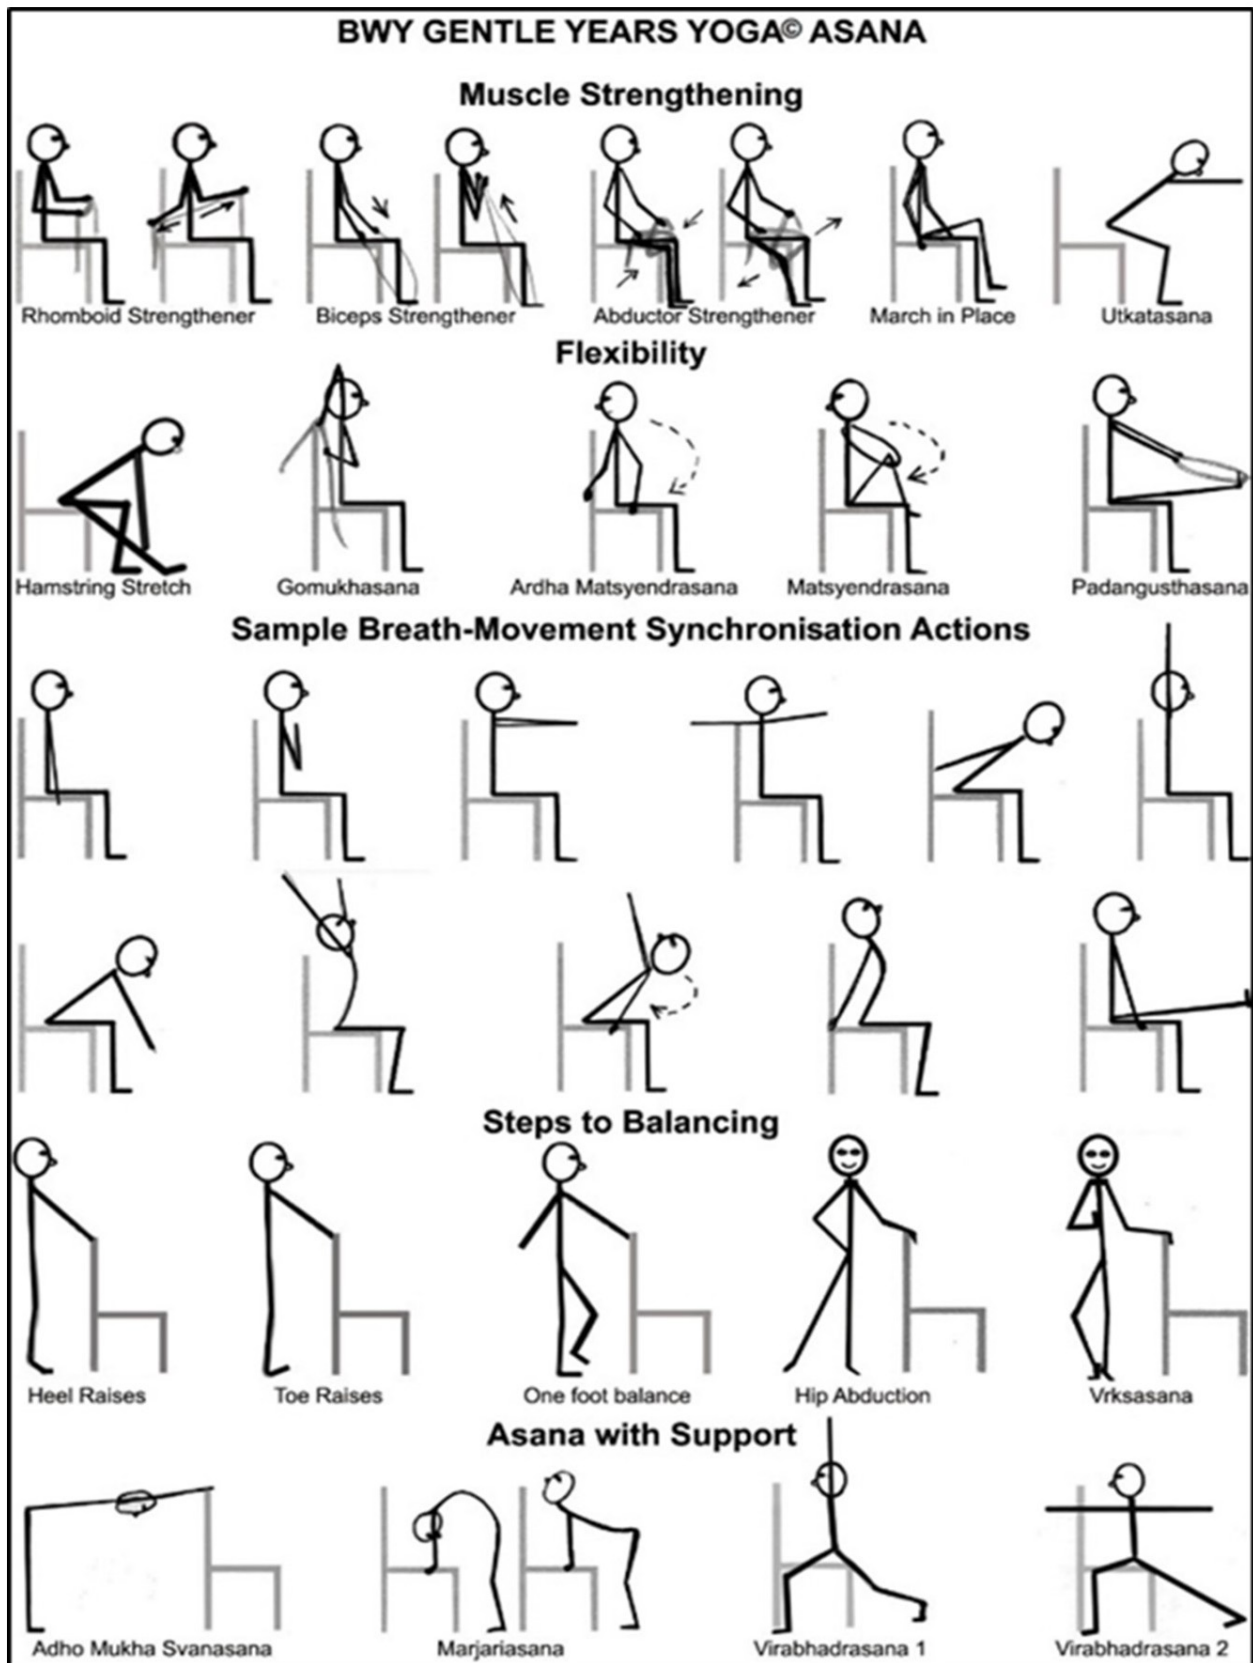 BWY GENTLE YEARS YOGA© ASANA
Muscle Strengthening
Rhomboid Strengthener Biceps Strengthener Abductor Strengthener March in Place Utkatasana
Flexibility
Hamstring Stretch Gomukhasana Ardha Matsyendrasana Matsyendrasana Padangusthasana
Sample Breath-Movement Synchronisation Actions
Steps to Balancing
Heel Raises Toe Raises One foot balance Hip Abduction Vrksasana
Asana with Support
Adho Mukha Svanasana Marjariasana Virabhadrasana 1 Virabhadrasana 2